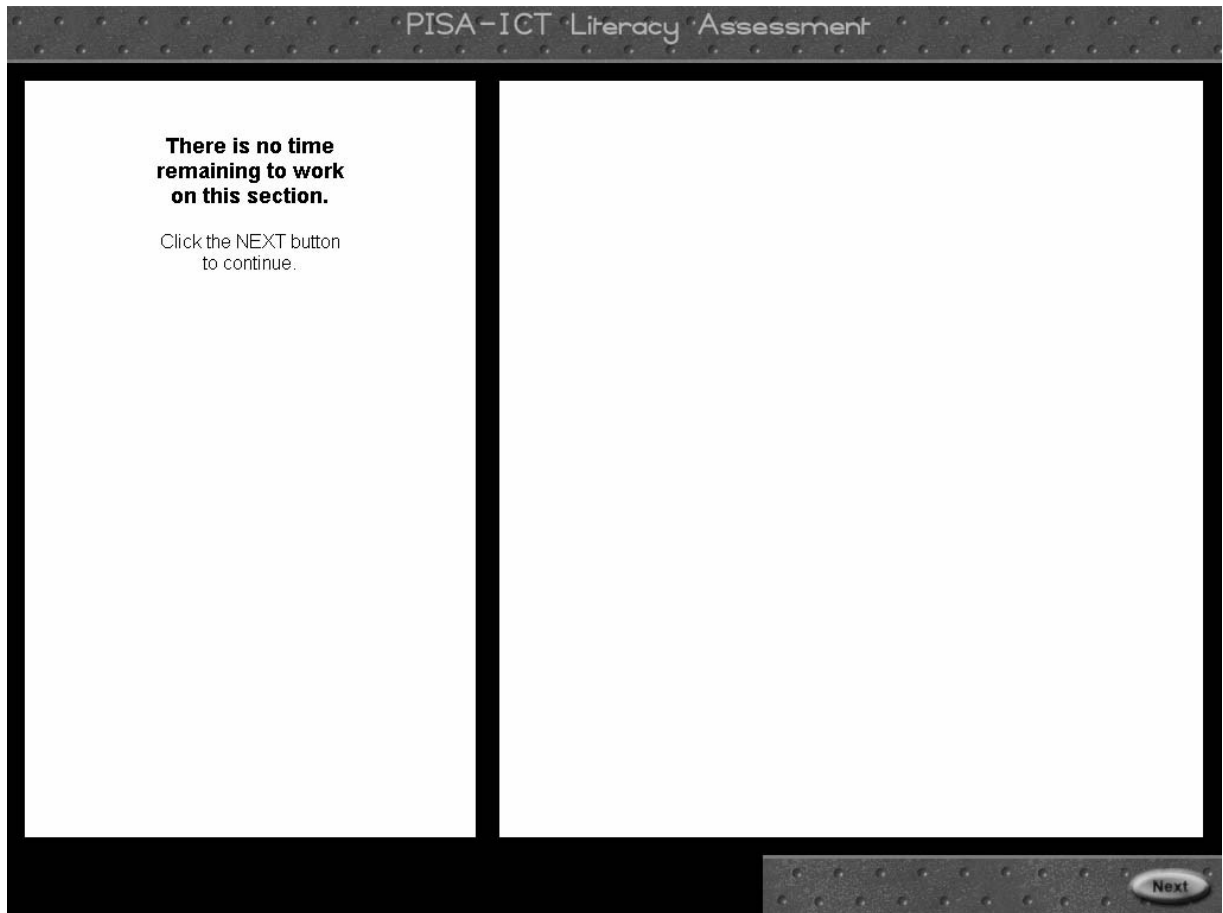 PISA-ICT Literacy Assessment
There is no time
remaining to work
on this section.
Click the NEXT button
to continue.
Next